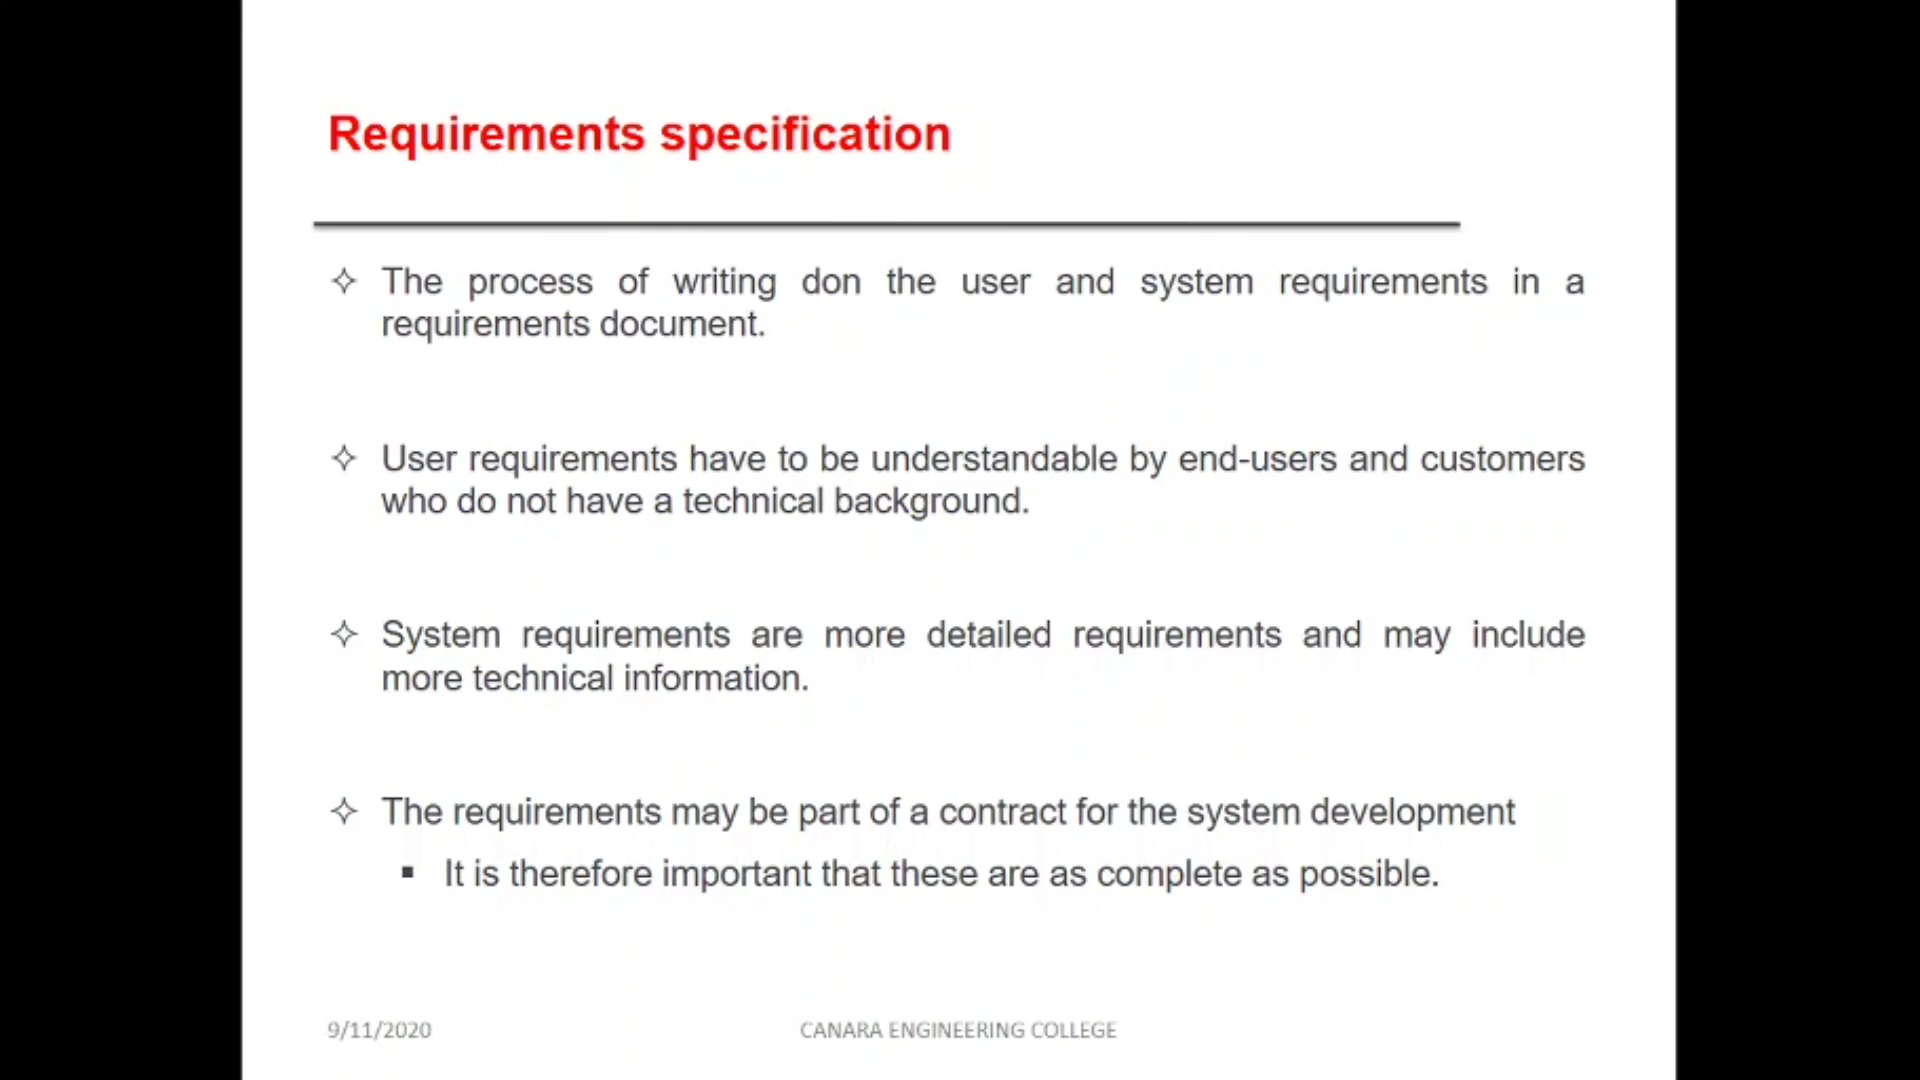 Requirements specification
✧ The process of writing don the user and system requirements in a
requirements document.
✧ User requirements have to be understandable by end-users and customers
who do not have a technical background.
✧ System requirements are more detailed requirements and may include
more technical information.
✧ The requirements may be part of a contract for the system development
▪ It is therefore important that these are as complete as possible.
9/11/2020
CANARA ENGINEERING COLLEGE